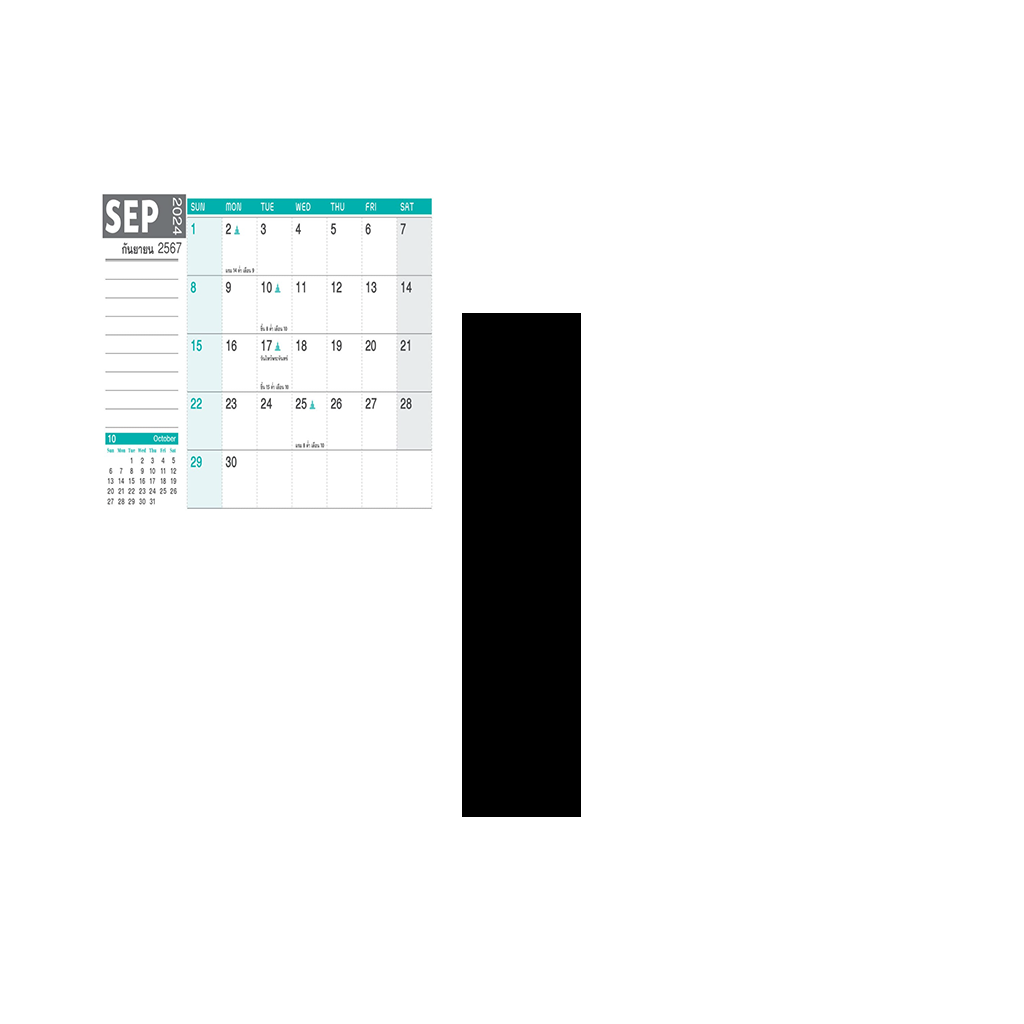 SEP 2024
กันยายน 2567
SUN MON TUE WED THU FRI SAT
1 2 3 4 5 6 7
แรม 14 ค่ำ เดือน 9
8 9 10 11 12 13 14
ขึ้น 8 ค่ำ เดือน 10
15 16 17 18 19 20 21
วันไหว้พระจันทร์
ขึ้น 15 ค่ำ เดือน 10
22 23 24 25 26 27 28
แรม 8 ค่ำ เดือน 10
29 30
10 October
Sun Mon Tue Wed Thu Fri Sat
1 2 3 4 5
6 7 8 9 10 11 12
13 14 15 16 17 18 19
20 21 22 23 24 25 26
27 28 29 30 31